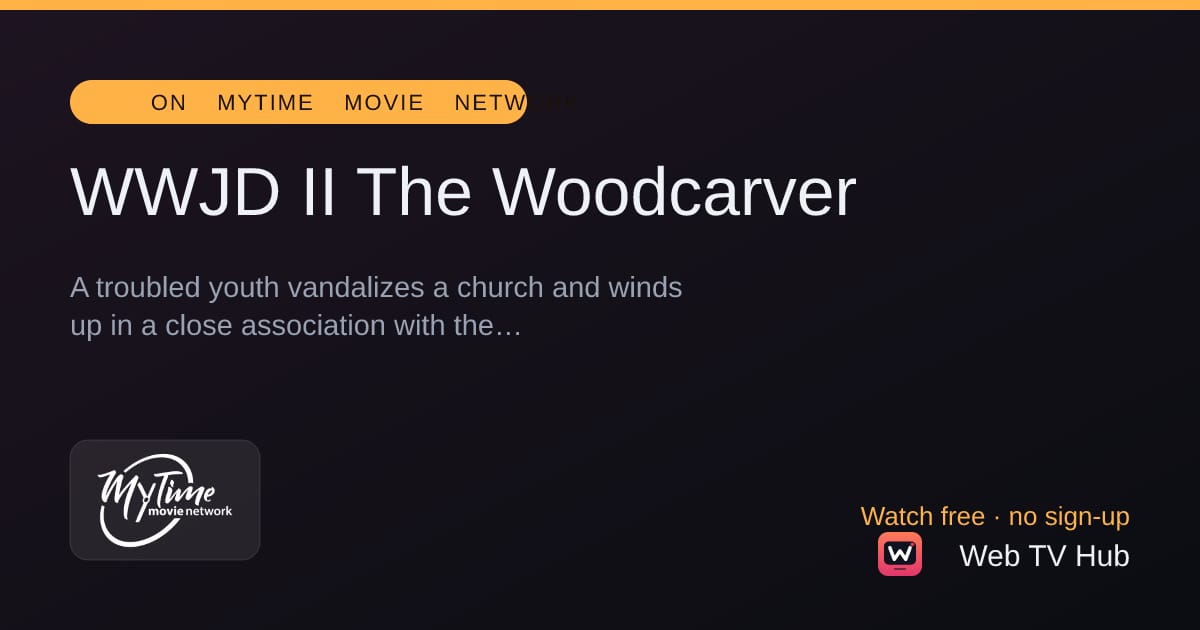 ON MYTIME MOVIE NETWORK
WWJD II The Woodcarver
A troubled youth vandalizes a church and winds
up in a close association with the…
MyTime
movie network
Watch free · no sign-up
W
Web TV Hub